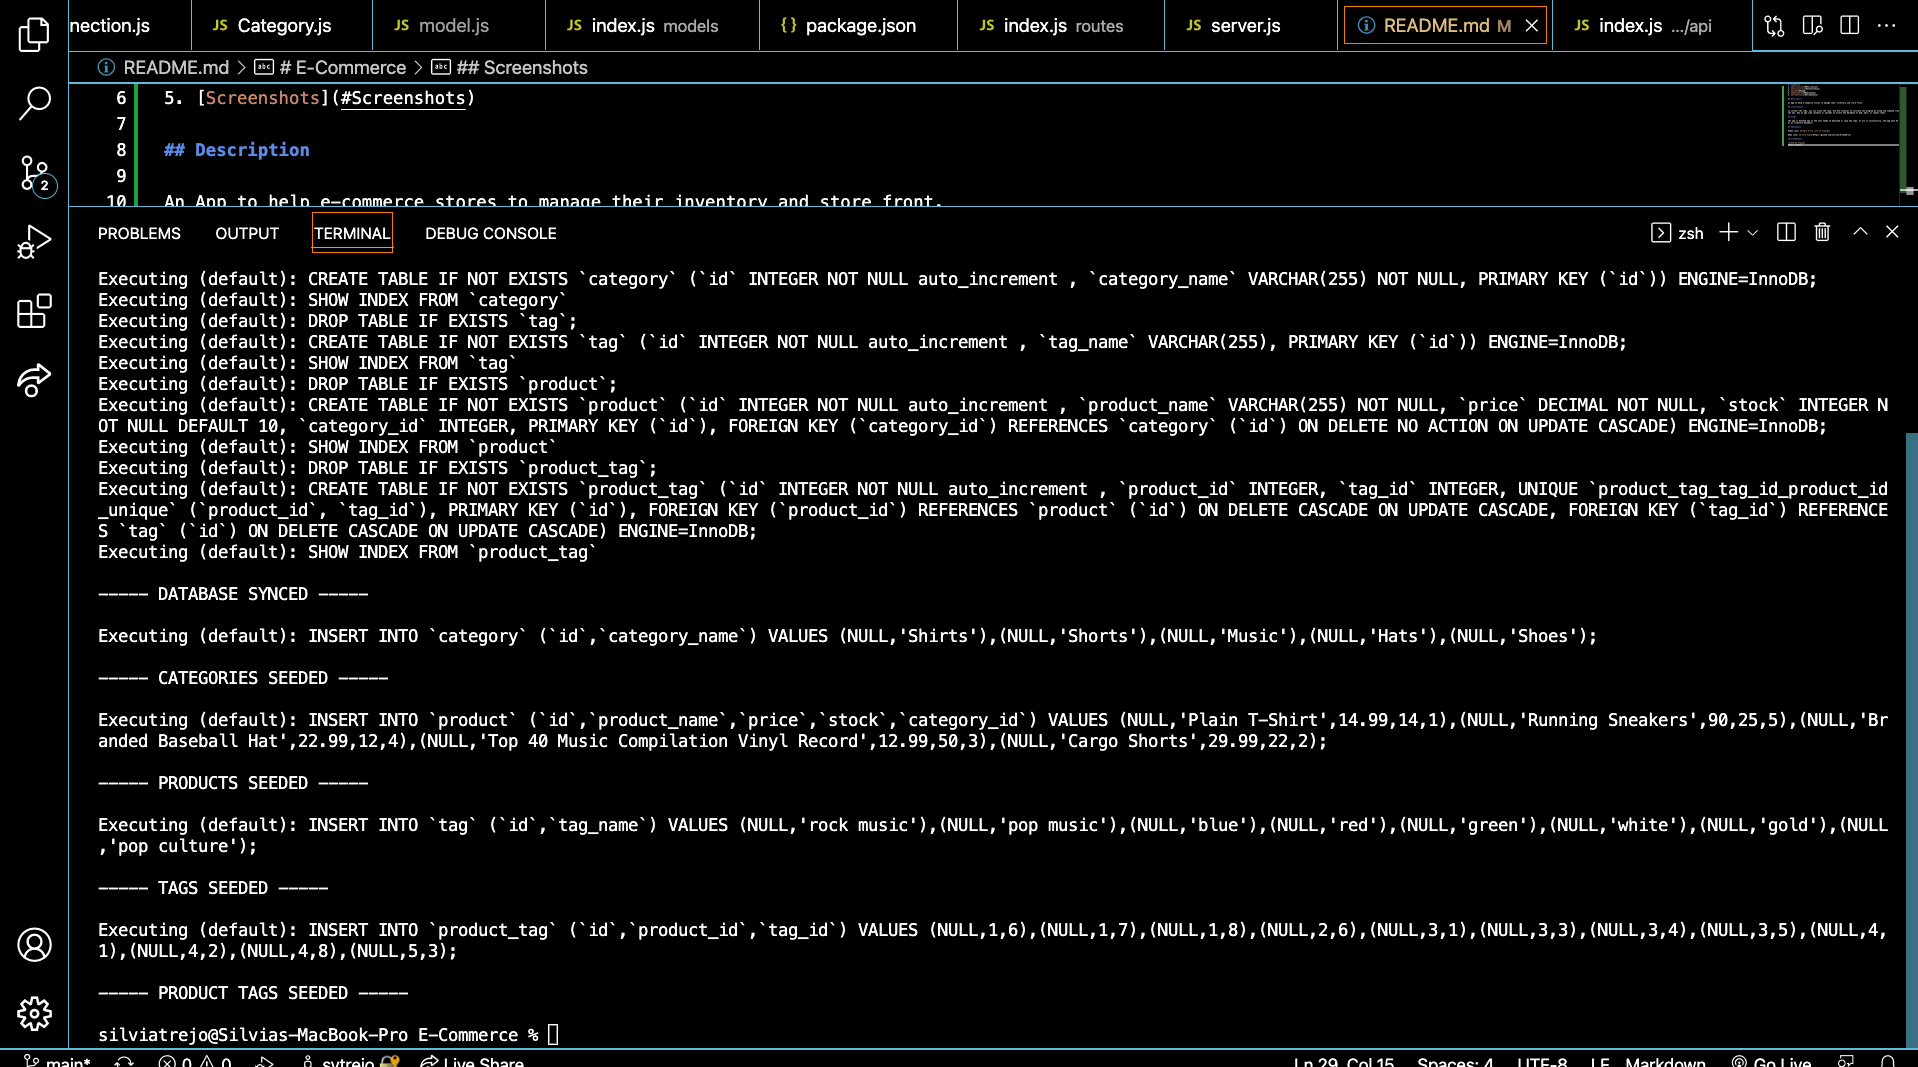 nection.js
JS Category.js
JS model.js
JS index.js models
{} package.json
JS index.js routes
JS server.js
README.md M
JS index.js .../api
README.md > # E-Commerce > ## Screenshots
6 5. [Screenshots](#Screenshots)
7
8 ## Description
9
10 An App to help e-commerce stores to manage their inventory and store front.
2
PROBLEMS OUTPUT TERMINAL DEBUG CONSOLE
zsh
Executing (default): CREATE TABLE IF NOT EXISTS `category` (`id` INTEGER NOT NULL auto_increment , `category_name` VARCHAR(255) NOT NULL, PRIMARY KEY (`id`)) ENGINE=InnoDB;
Executing (default): SHOW INDEX FROM `category`
Executing (default): DROP TABLE IF EXISTS `tag`;
Executing (default): CREATE TABLE IF NOT EXISTS `tag` (`id` INTEGER NOT NULL auto_increment , `tag_name` VARCHAR(255), PRIMARY KEY (`id`)) ENGINE=InnoDB;
Executing (default): SHOW INDEX FROM `tag`
Executing (default): DROP TABLE IF EXISTS `product`;
Executing (default): CREATE TABLE IF NOT EXISTS `product` (`id` INTEGER NOT NULL auto_increment , `product_name` VARCHAR(255) NOT NULL, `price` DECIMAL NOT NULL, `stock` INTEGER N
OT NULL DEFAULT 10, `category_id` INTEGER, PRIMARY KEY (`id`), FOREIGN KEY (`category_id`) REFERENCES `category` (`id`) ON DELETE NO ACTION ON UPDATE CASCADE) ENGINE=InnoDB;
Executing (default): SHOW INDEX FROM `product`
Executing (default): DROP TABLE IF EXISTS `product_tag`;
Executing (default): CREATE TABLE IF NOT EXISTS `product_tag` (`id` INTEGER NOT NULL auto_increment , `product_id` INTEGER, `tag_id` INTEGER, UNIQUE `product_tag_tag_id_product_id
_unique` (`product_id`, `tag_id`), PRIMARY KEY (`id`), FOREIGN KEY (`product_id`) REFERENCES `product` (`id`) ON DELETE CASCADE ON UPDATE CASCADE, FOREIGN KEY (`tag_id`) REFERENCE
S `tag` (`id`) ON DELETE CASCADE ON UPDATE CASCADE) ENGINE=InnoDB;
Executing (default): SHOW INDEX FROM `product_tag`
----- DATABASE SYNCED -----
Executing (default): INSERT INTO `category` (`id`,`category_name`) VALUES (NULL,'Shirts'),(NULL,'Shorts'),(NULL,'Music'),(NULL,'Hats'),(NULL,'Shoes');
----- CATEGORIES SEEDED -----
Executing (default): INSERT INTO `product` (`id`,`product_name`,`price`,`stock`,`category_id`) VALUES (NULL,'Plain T-Shirt',14.99,14,1),(NULL,'Running Sneakers',90,25,5),(NULL,'Br
anded Baseball Hat',22.99,12,4),(NULL,'Top 40 Music Compilation Vinyl Record',12.99,50,3),(NULL,'Cargo Shorts',29.99,22,2);
----- PRODUCTS SEEDED -----
Executing (default): INSERT INTO `tag` (`id`,`tag_name`) VALUES (NULL,'rock music'),(NULL,'pop music'),(NULL,'blue'),(NULL,'red'),(NULL,'green'),(NULL,'white'),(NULL,'gold'),(NULL
,'pop culture');
----- TAGS SEEDED -----
Executing (default): INSERT INTO `product_tag` (`id`,`product_id`,`tag_id`) VALUES (NULL,1,6),(NULL,1,7),(NULL,1,8),(NULL,2,6),(NULL,3,1),(NULL,3,3),(NULL,3,4),(NULL,3,5),(NULL,4,
1),(NULL,4,2),(NULL,4,8),(NULL,5,3);
----- PRODUCT TAGS SEEDED -----
silviatrejo@Silvias-MacBook-Pro E-Commerce %
main* 0 0 sytrejo Live Share Ln 29, Col 15 Spaces: 4 UTF-8 LF Markdown Go Live